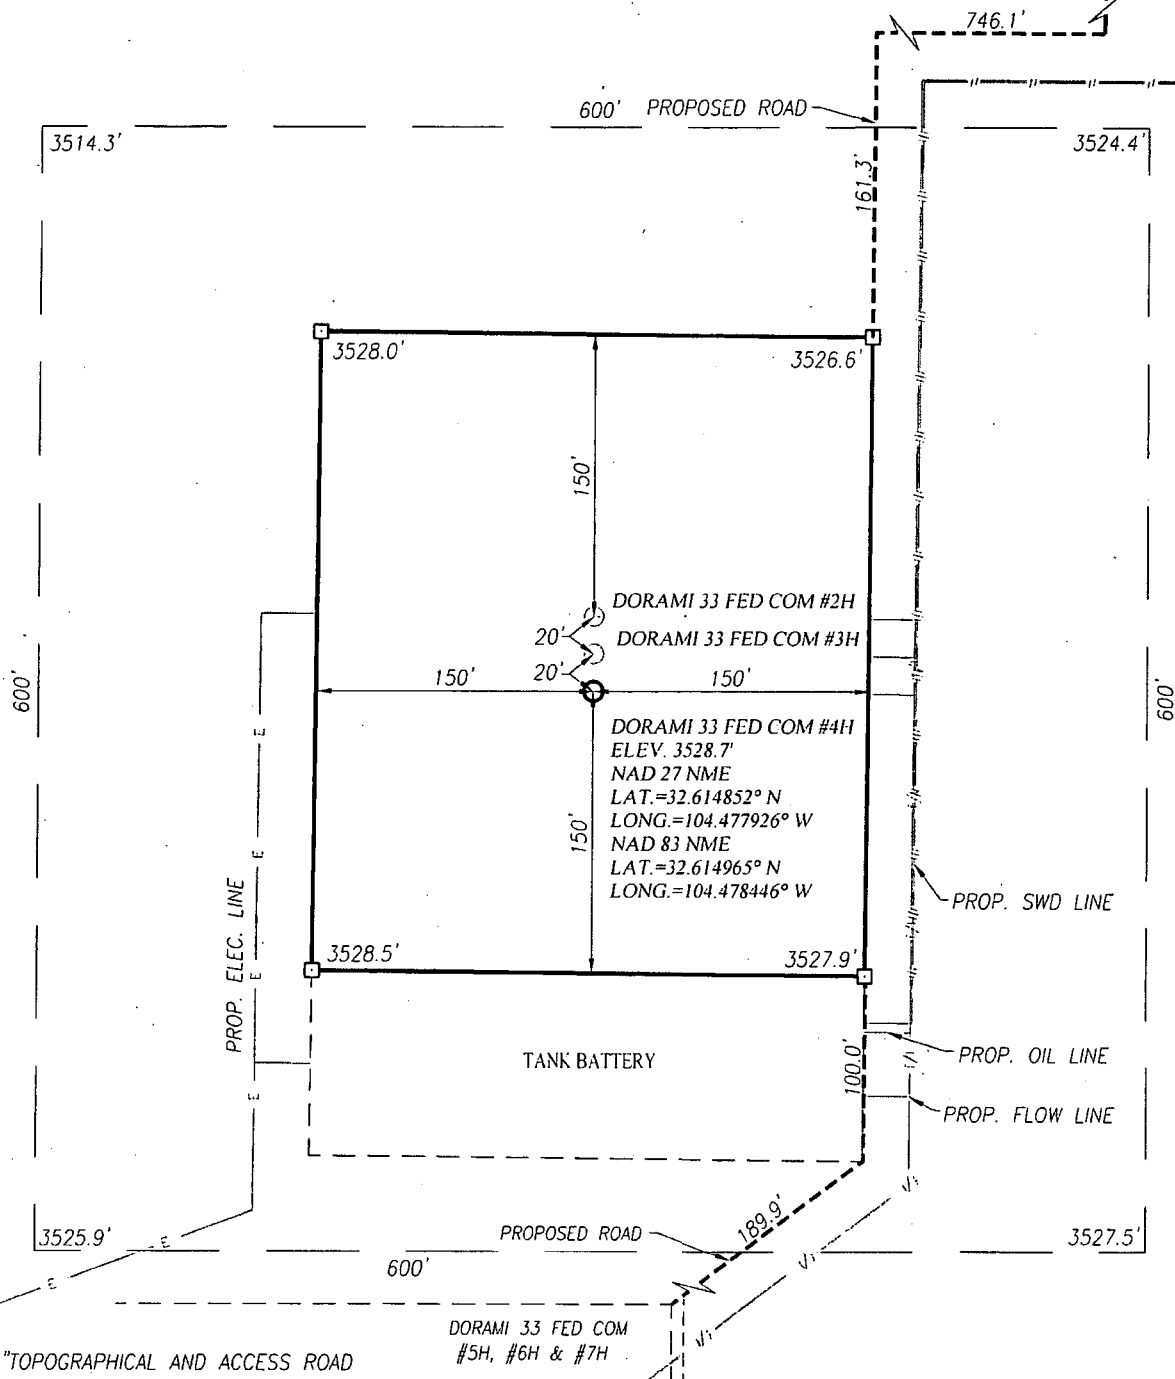 746.1'
600'
PROPOSED ROAD
3514.3'
3524.4'
161.3'
3528.0'
3526.6'
150'
DORAMI 33 FED COM #2H
20'
DORAMI 33 FED COM #3H
20'
150'
150'
600'
600'
DORAMI 33 FED COM #4H
ELEV. 3528.7'
NAD 27 NME
LAT.=32.614852° N
LONG.=104.477926° W
NAD 83 NME
LAT.=32.614965° N
LONG.=104.478446° W
150'
E
E
E
E
PROP. ELEC. LINE
PROP. SWD LINE
3528.5'
3527.9'
TANK BATTERY
100.0'
PROP. OIL LINE
PROP. FLOW LINE
189.9'
PROPOSED ROAD
3525.9'
3527.5'
E
E
600'
DORAMI 33 FED COM
#5H, #6H & #7H
"TOPOGRAPHICAL AND ACCESS ROAD